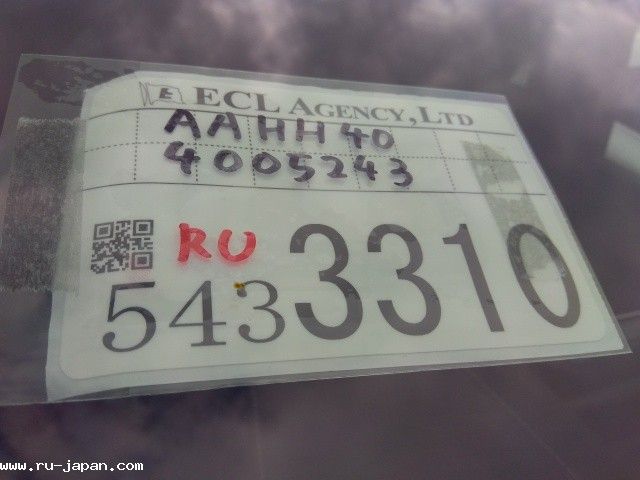 E ECL AGENCY,LTD
AAHH40
4005243
RU
5433310
www.ru-japan.com